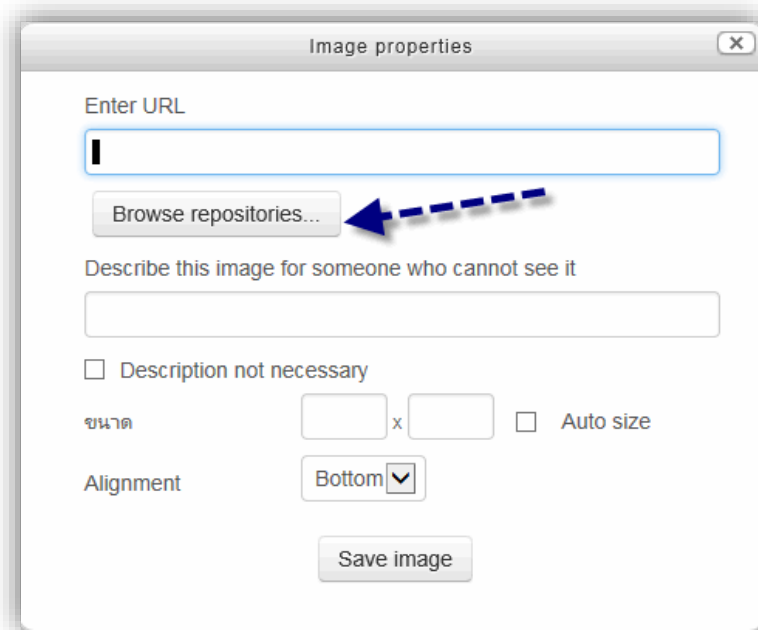 Image properties
Enter URL
Browse repositories...
Describe this image for someone who cannot see it
Description not necessary
ขนาด x Auto size
Alignment Bottom
Save image